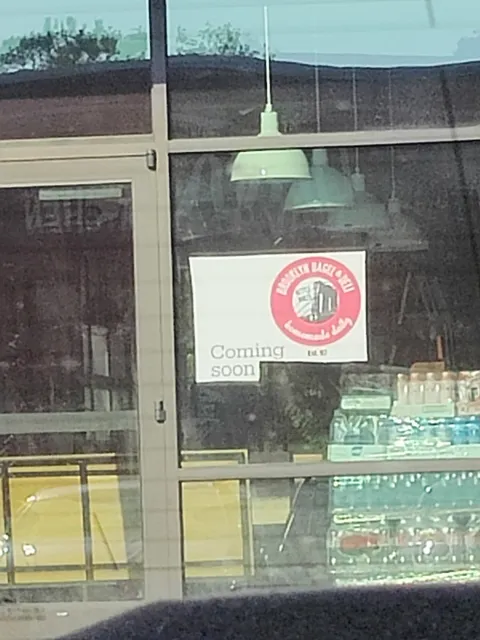 BROOKLYN BAGEL & DELI
homemade daily
Est. 97
Coming
soon